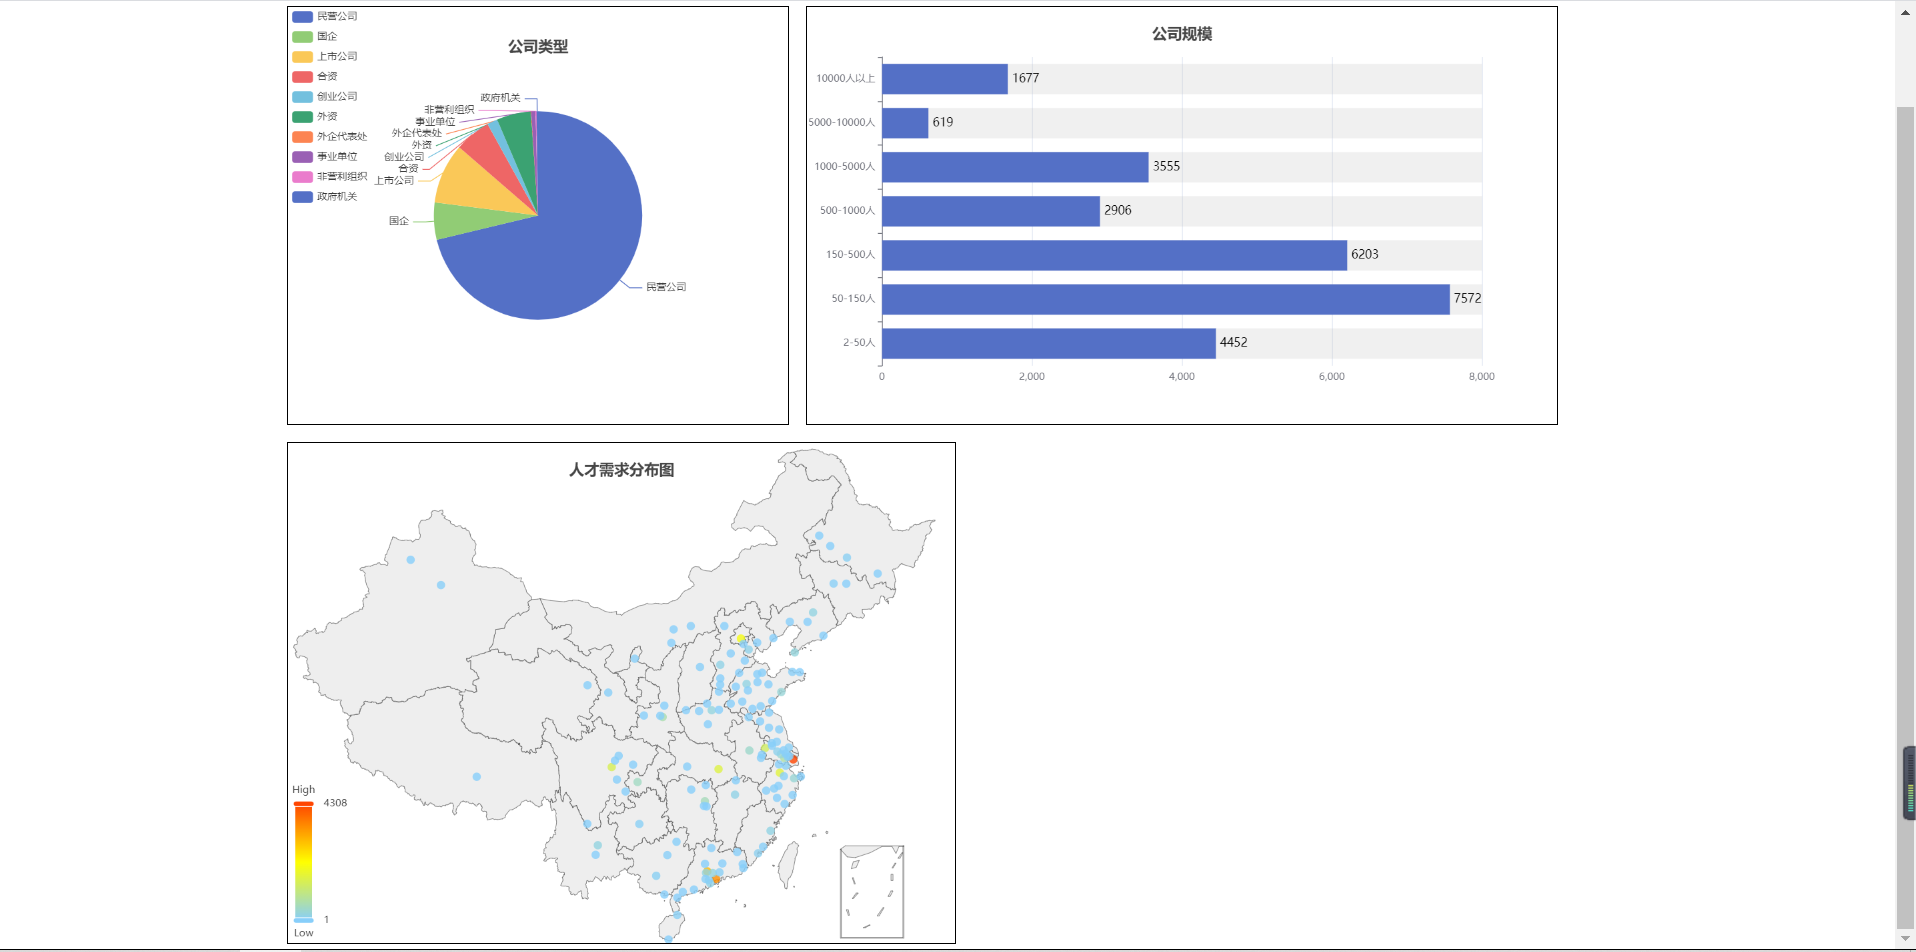 民营公司
国企
上市公司
合资
创业公司
外资
外企代表处
事业单位
非营利组织
政府机关
公司类型
政府机关
非营利组织
事业单位
外企代表处
外资
创业公司
合资
上市公司
国企
民营公司
公司规模
10000人以上
1677
5000-10000人
619
1000-5000人
3555
500-1000人
2906
150-500人
6203
50-150人
7572
2-50人
4452
0
2,000
4,000
6,000
8,000
人才需求分布图
High
4308
1
Low